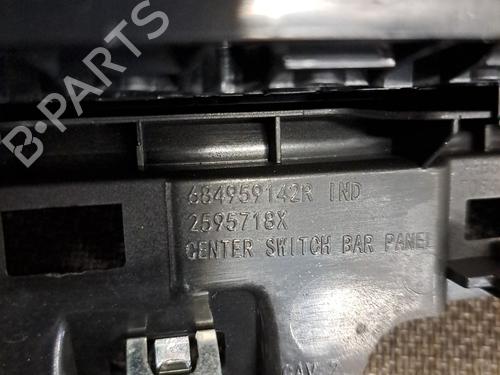 B-PARTS
684959142R IND
2595718X
CENTER SWITCH BAR PANEL